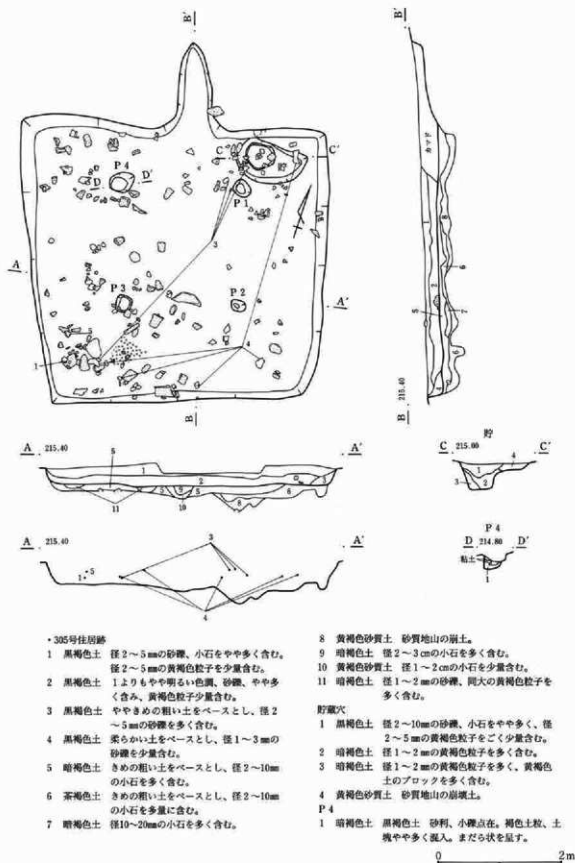 B'
B'
カマド
P 4
D
D'
C
C'
P 1
3
A
A'
P 3
P 2
5
4
1
B
B 215.40
A 215.40
A'
貯
C 215.00
C'
A 215.40
A'
P 4
D 214.80
D'
粘土
・305号住居跡
1 黒褐色土 径2～5㎜の砂礫、小石をやや多く含む。
径2～5㎜の黄褐色粒子を少量含む。
2 黒褐色土 1よりもやや明るい色調、砂礫、やや多
く含み、黄褐色粒子少量含む。
3 黒褐色土 ややきめの粗い土をベースとし、径2
～5㎜の砂礫を多く含む。
4 黒褐色土 柔らかい土をベースとし、径1～3㎜の
砂礫を少量含む。
5 暗褐色土 きめの粗い土をベースとし、径2～10㎜
の小石を多く含む。
6 茶褐色土 きめの粗い土をベースとし、径2～10㎜
の小石を多量に含む。
7 暗褐色土 径10～20㎜の小石を多く含む。
8 黄褐色砂質土 砂質地山の崩土。
9 暗褐色土 径2～3㎝の小石を多く含む。
10 黄褐色砂質土 径1～2㎝の小石を少量含む。
11 暗褐色土 径1～2㎜の砂礫、同大の黄褐色粒子を
多く含む。
貯蔵穴
1 黒褐色土 径2～10㎜の砂礫、小石をやや多く、径
2～5㎜の黄褐色粒子をごく少量含む。
2 暗褐色土 径1～2㎜の黄褐色粒子を多く含む。
3 暗褐色土 径1～2㎜の黄褐色粒子を多く、黄褐色
土のブロックを多く含む。
4 黄褐色砂質土 砂質地山の崩壊土。
P 4
1 暗褐色土 黒褐色土 砂利、小礫点在。褐色土粒、土
塊やや多く混入。まだら状を呈す。
0 2m